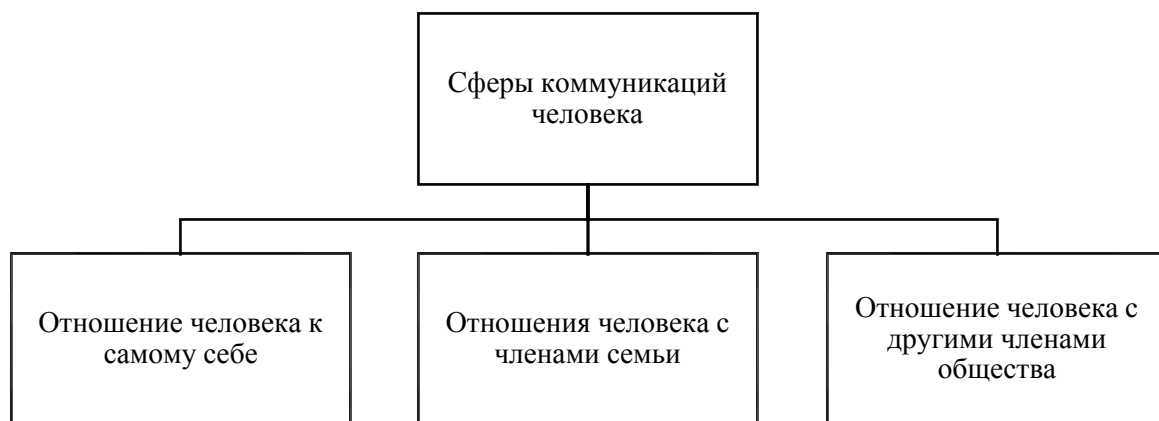 Сферы коммуникаций
человека
Отношение человека к
самому себе
Отношения человека с
членами семьи
Отношение человека с
другими членами
общества